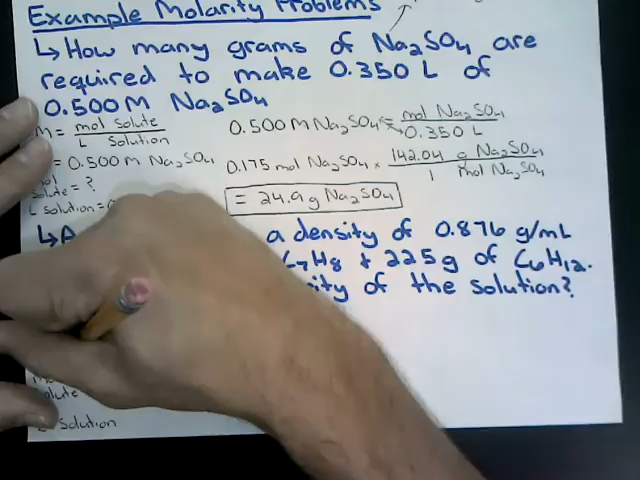 Example Molarity Problems
↳ How many grams of Na₂SO₄ are
required to make 0.350 L of
0.500 M Na₂SO₄
M = mol solute / L solution
0.500 M Na₂SO₄ = mol Na₂SO₄ / 0.350 L
= 0.500 M Na₂SO₄
0.175 mol Na₂SO₄ × 142.04 g Na₂SO₄ / 1 mol Na₂SO₄
solute = ?
L solution =
= 24.9 g Na₂SO₄
↳ A
a density of 0.876 g/mL
C₇H₈ + 225 g of C₆H₁₂.
of the solution?
solution